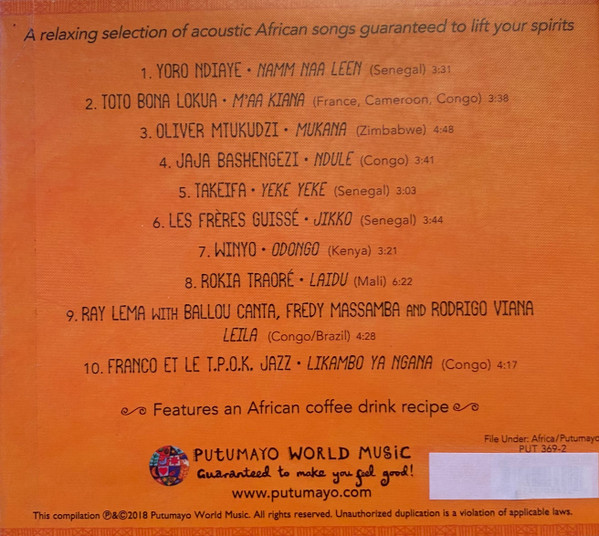 A relaxing selection of acoustic African songs guaranteed to lift your spirits
1. YORO NDIAYE • NAMM NAA LEEN (Senegal) 3:31
2. TOTO BONA LOKUA • M'AA KIANA (France, Cameroon, Congo) 3:38
3. OLIVER MTUKUDZI • MUKANA (Zimbabwe) 4:48
4. JAJA BASHENGEZI • NDULE (Congo) 3:41
5. TAKEIFA • YEKE YEKE (Senegal) 3:03
6. LES FRÈRES GUISSÉ • JIKKO (Senegal) 3:44
7. WINYO • ODONGO (Kenya) 3:21
8. ROKIA TRAORÉ • LAIDU (Mali) 6:22
9. RAY LEMA WITH BALLOU CANTA, FREDY MASSAMBA AND RODRIGO VIANA
LEILA (Congo/Brazil) 4:28
10. FRANCO ET LE T.P.O.K. JAZZ • LIKAMBO YA NGANA (Congo) 4:17
Features an African coffee drink recipe
File Under: Africa/Putumayo
PUT 369-2
PUTUMAYO WORLD MUSIC
Guaranteed to make you feel good!
www.putumayo.com
This compilation ℗&©2018 Putumayo World Music. All rights reserved. Unauthorized duplication is a violation of applicable laws.